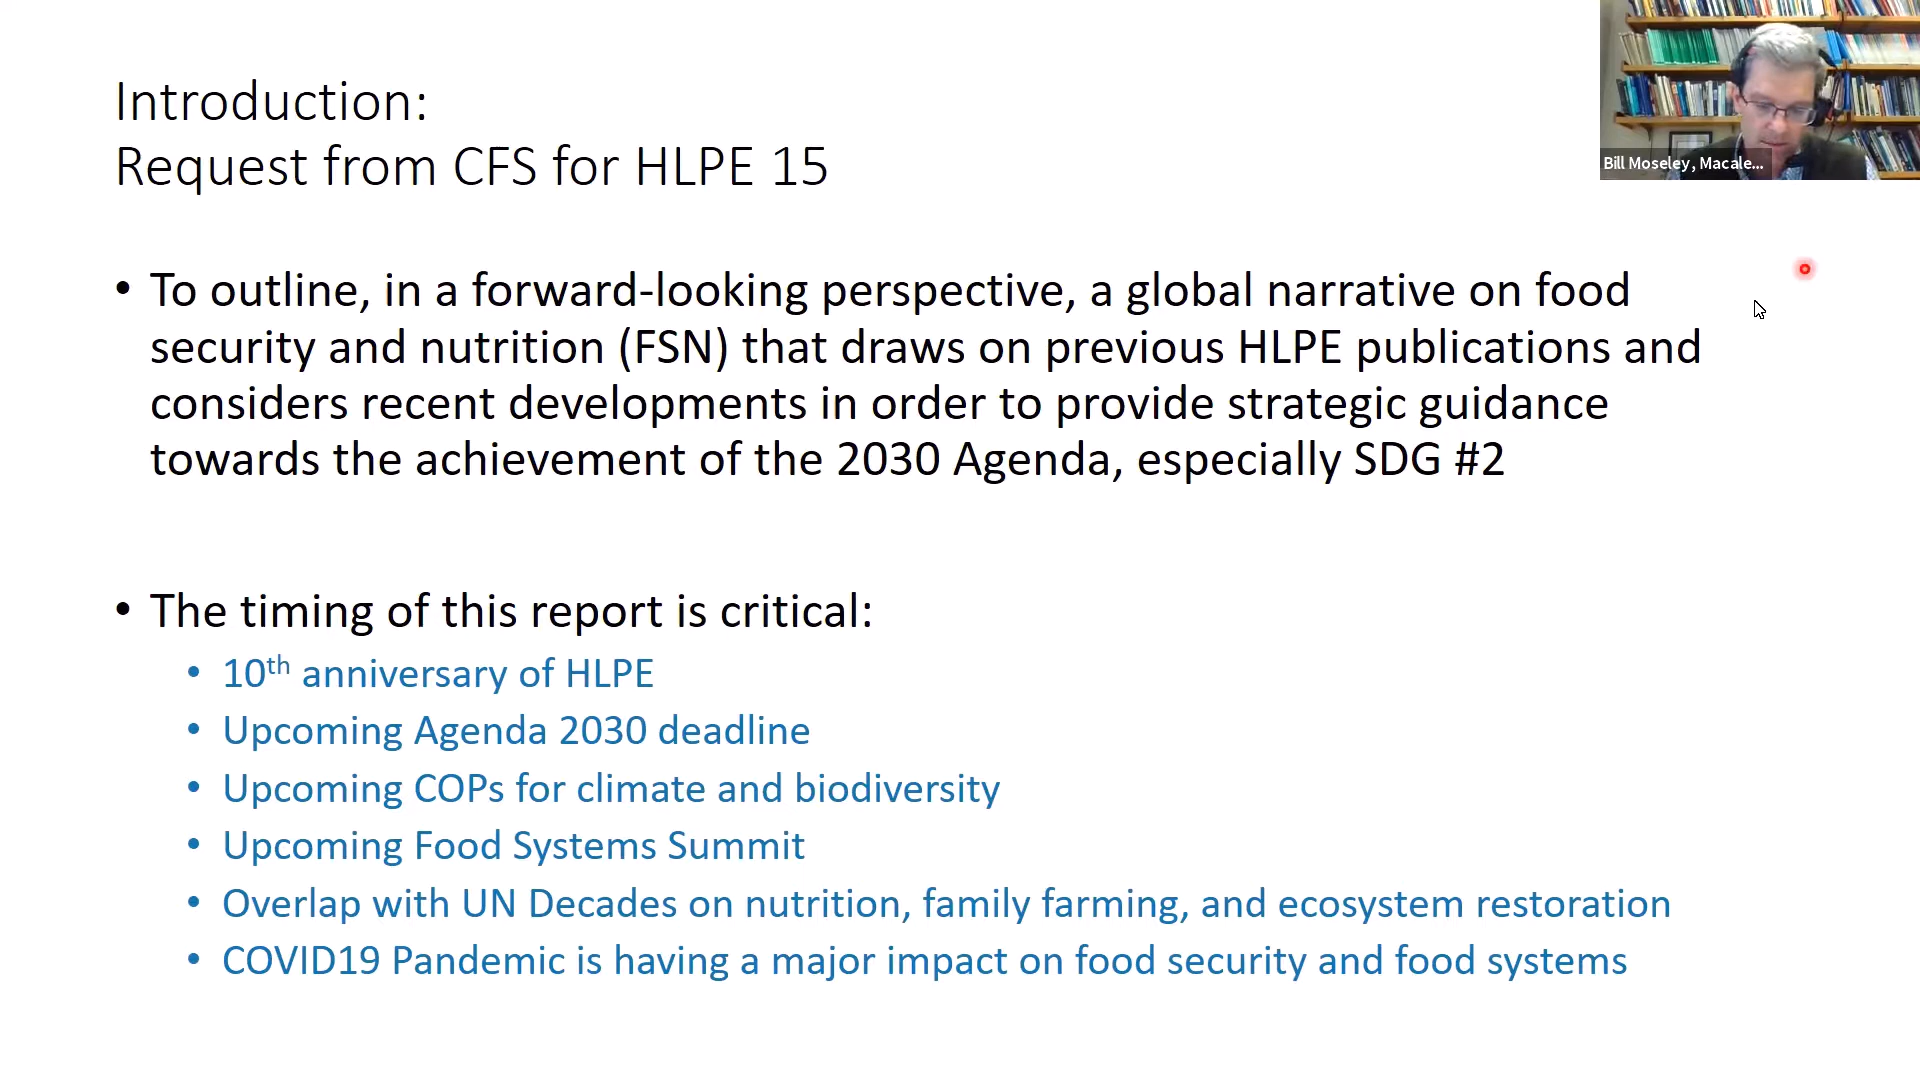 Introduction:
Request from CFS for HLPE 15
Bill Moseley, Macale...
• To outline, in a forward-looking perspective, a global narrative on food
security and nutrition (FSN) that draws on previous HLPE publications and
considers recent developments in order to provide strategic guidance
towards the achievement of the 2030 Agenda, especially SDG #2
• The timing of this report is critical:
• 10th anniversary of HLPE
• Upcoming Agenda 2030 deadline
• Upcoming COPs for climate and biodiversity
• Upcoming Food Systems Summit
• Overlap with UN Decades on nutrition, family farming, and ecosystem restoration
• COVID19 Pandemic is having a major impact on food security and food systems